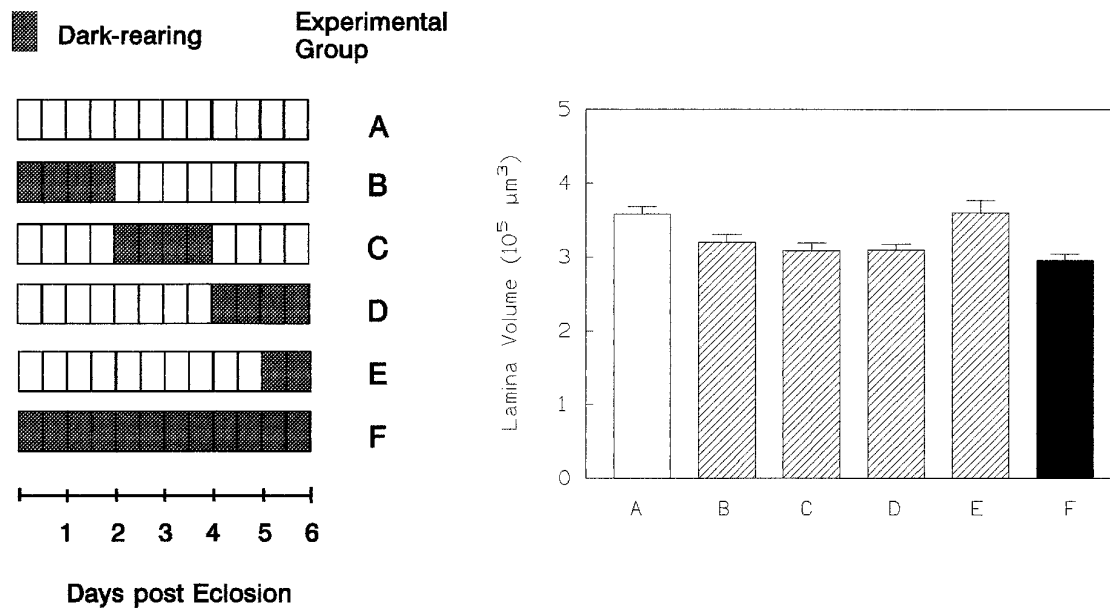 Dark-rearing
Experimental
Group
A
B
C
D
E
F
1 2 3 4 5 6
Days post Eclosion
Lamina Volume (10⁵ μm³)
5
4
3
2
1
0
A B C D E F